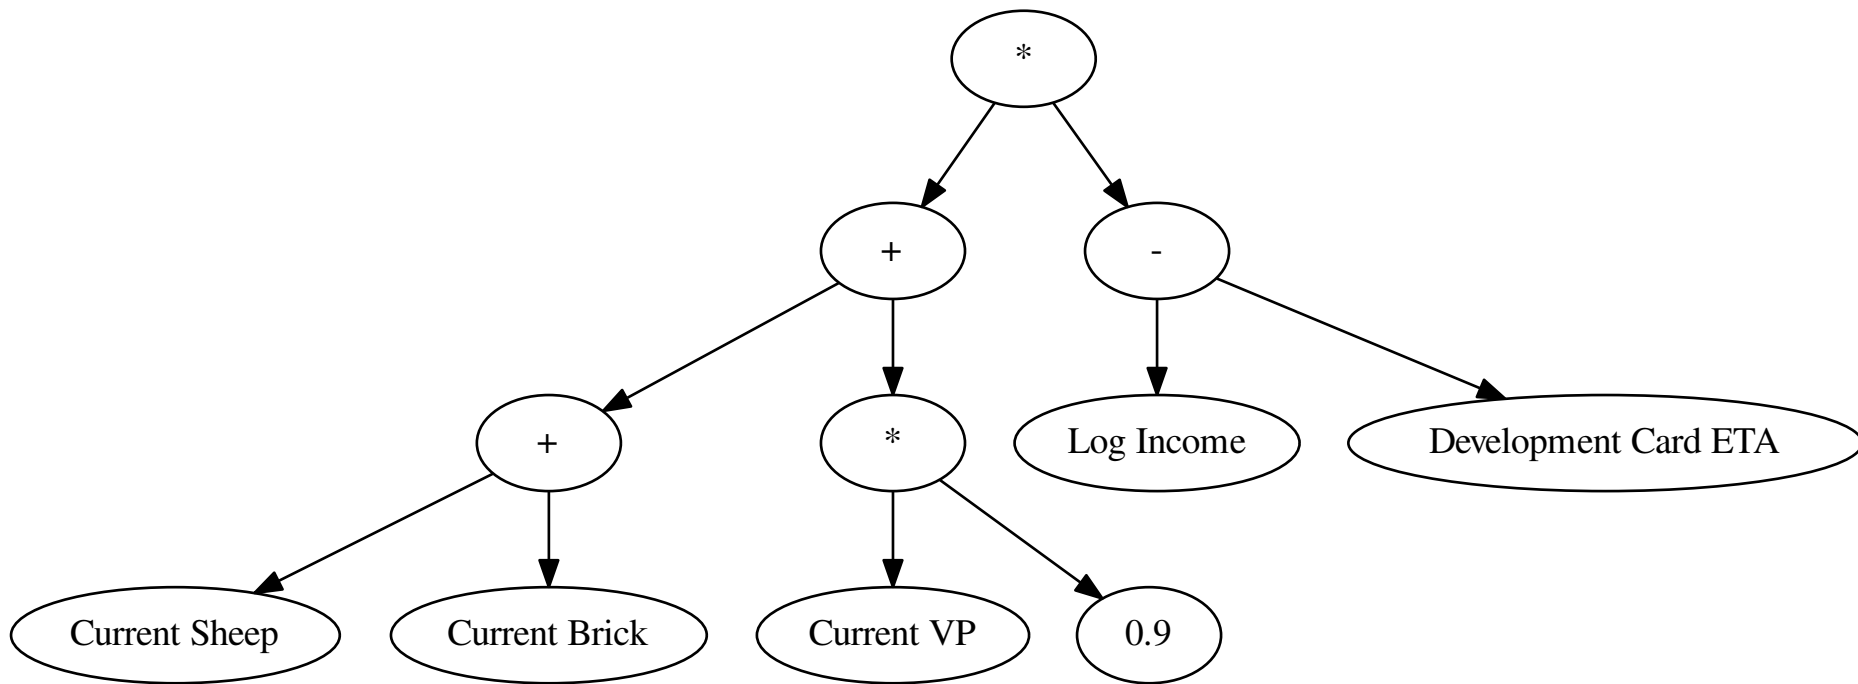 *
+
-
+
*
Log Income
Development Card ETA
Current Sheep
Current Brick
Current VP
0.9